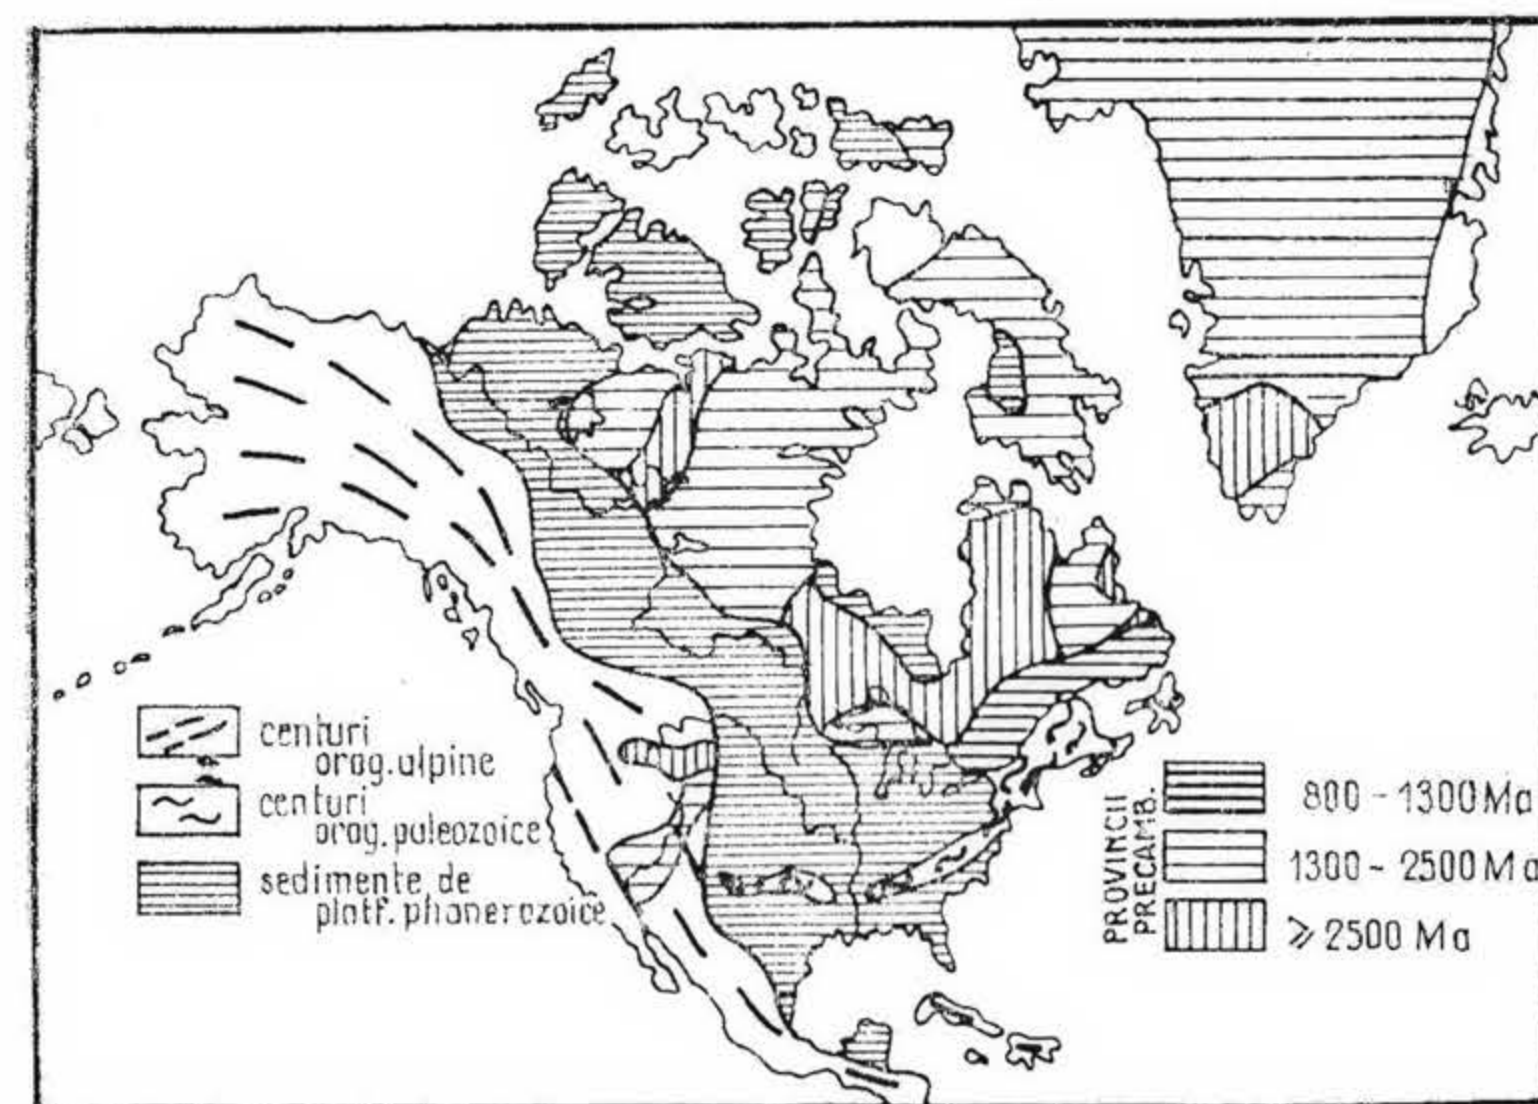 centuri
orog. alpine
centuri
orog. paleozoice
sedimente de
platf. phanerozoice
PROVINCII
PRECAMB.
800 - 1300 Ma
1300 - 2500 Ma
⩾ 2500 Ma